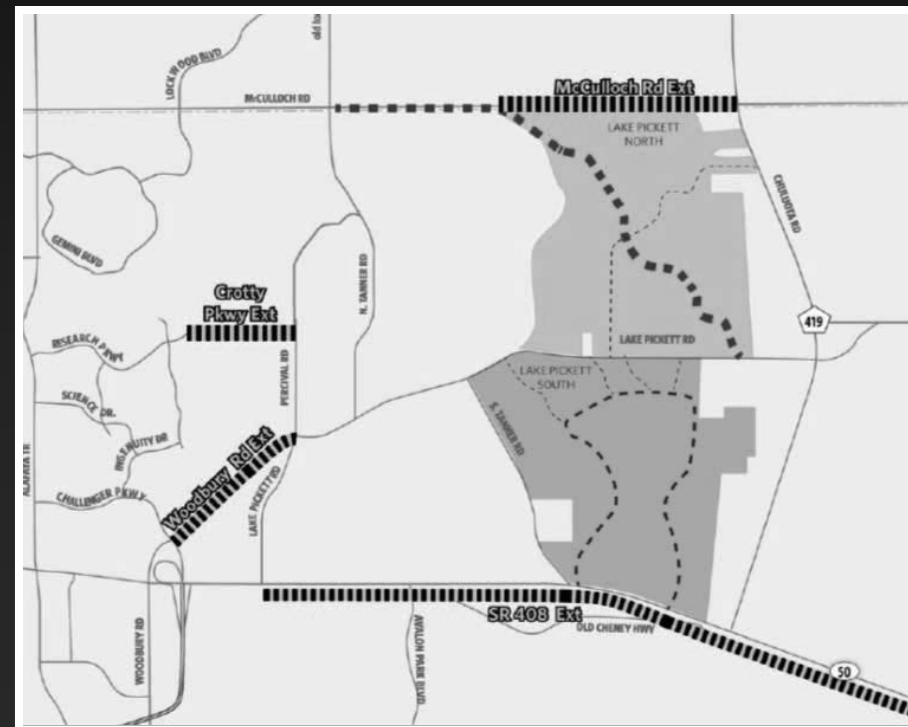 old lo
LOCKWOOD BLVD
McCULLOCH RD
McCulloch Rd Ext
LAKE PICKETT
NORTH
CHULUOTA RD
GEMINI BLVD
N. TANNER RD
Crotty
Pkwy Ext
419
RESEARCH PKWY
PERCIVAL RD
LAKE PICKETT RD
LAKE PICKETT
SOUTH
SCIENCE DR.
S. TANNER RD
INGENUITY DR
Woodbury Rd Ext
ALAFAYA TR
CHALLENGER PKWY
LAKE PICKETT RD
SR 408 Ext
OLD CHENEY HWY
WOODBURY RD
AVALON PARK BLVD
50